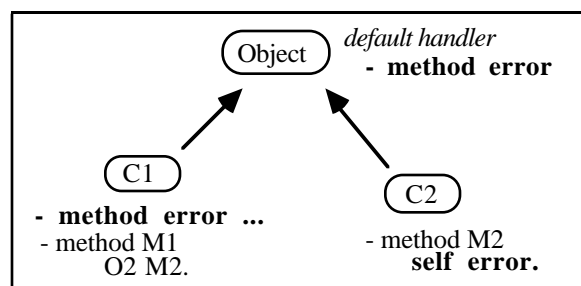 default handler
Object
- method error
C1
C2
- method error ...
- method M1
O2 M2.
- method M2
self error.